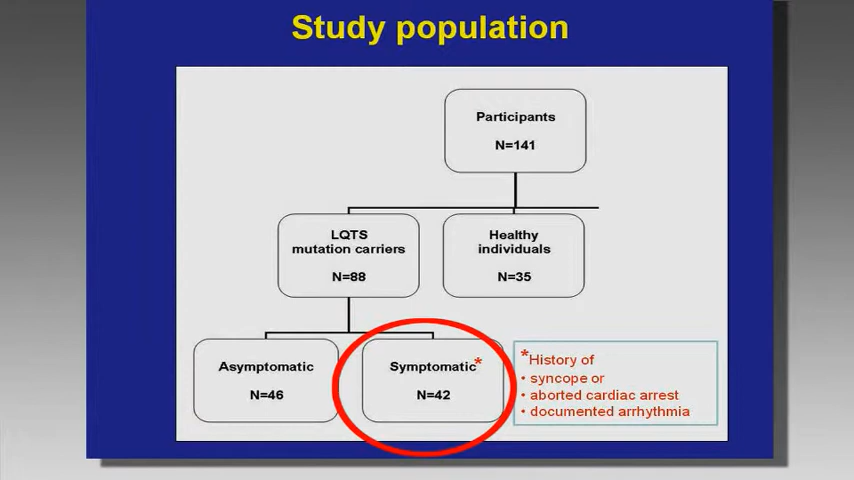 Study population
Participants
N=141
LQTS
mutation carriers
N=88
Healthy
individuals
N=35
Asymptomatic
N=46
Symptomatic*
N=42
*History of
• syncope or
• aborted cardiac arrest
• documented arrhythmia